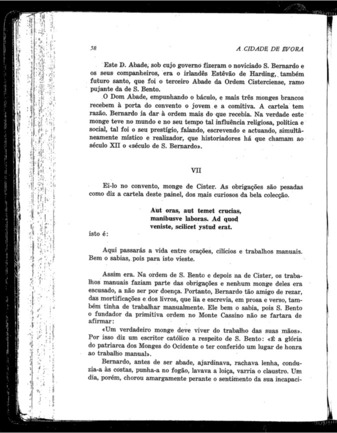 38
A CIDADE DE ÉVORA
Este D. Abade, sob cujo governo fizeram o noviciado S. Bernardo e
os seus companheiros, era o irlandês Estêvão de Harding, também
futuro santo, que foi o terceiro Abade da Ordem Cisterciense, ramo
pujante da de S. Bento.
O Dom Abade, empunhando o báculo, e mais três monges brancos
recebem à porta do convento o jovem e a comitiva. A cartela tem
razão. Bernardo ia dar à ordem mais do que recebia. Na verdade este
monge teve no mundo e no seu tempo tal influência religiosa, política e
social, tal foi o seu prestígio, falando, escrevendo e actuando, simultâ-
neamente místico e realizador, que historiadores há que chamam ao
século XII o «século de S. Bernardo».
VII
Ei-lo no convento, monge de Cister. As obrigações são pesadas
como diz a cartela deste painel, dos mais curiosos da bela colecção.
Aut oras, aut temet crucias,
manibusve laboras. Ad quod
veniste, scilicet ystud erat.
isto é:
Aqui passarás a vida entre orações, cilícios e trabalhos manuais.
Bem o sabias, pois para isto vieste.
Assim era. Na ordem de S. Bento e depois na de Cister, os traba-
lhos manuais faziam parte das obrigações e nenhum monge deles era
escusado, a não ser por doença. Portanto, Bernardo tão amigo de rezar,
das mortificações e dos livros, que lia e escrevia, em prosa e verso, tam-
bém tinha de trabalhar manualmente. Ele bem o sabia, pois S. Bento
o fundador da primitiva ordem no Monte Cassino não se fartara de
afirmar:
«Um verdadeiro monge deve viver do trabalho das suas mãos».
Por isso diz um escritor católico a respeito de S. Bento: «É a glória
do patriarca dos Monges do Ocidente o ter conferido um lugar de honra
ao trabalho manual».
Bernardo, antes de ser abade, ajardinava, rachava lenha, condu-
zia-a às costas, punha-a no fogão, lavava a loiça, varria o claustro. Um
dia, porém, chorou amargamente perante o sentimento da sua incapaci-